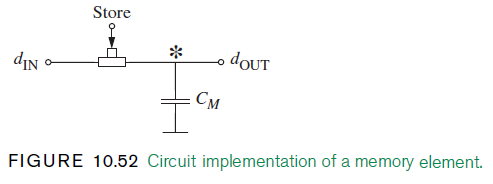 Store
dIN
*
dOUT
CM
FIGURE 10.52 Circuit implementation of a memory element.